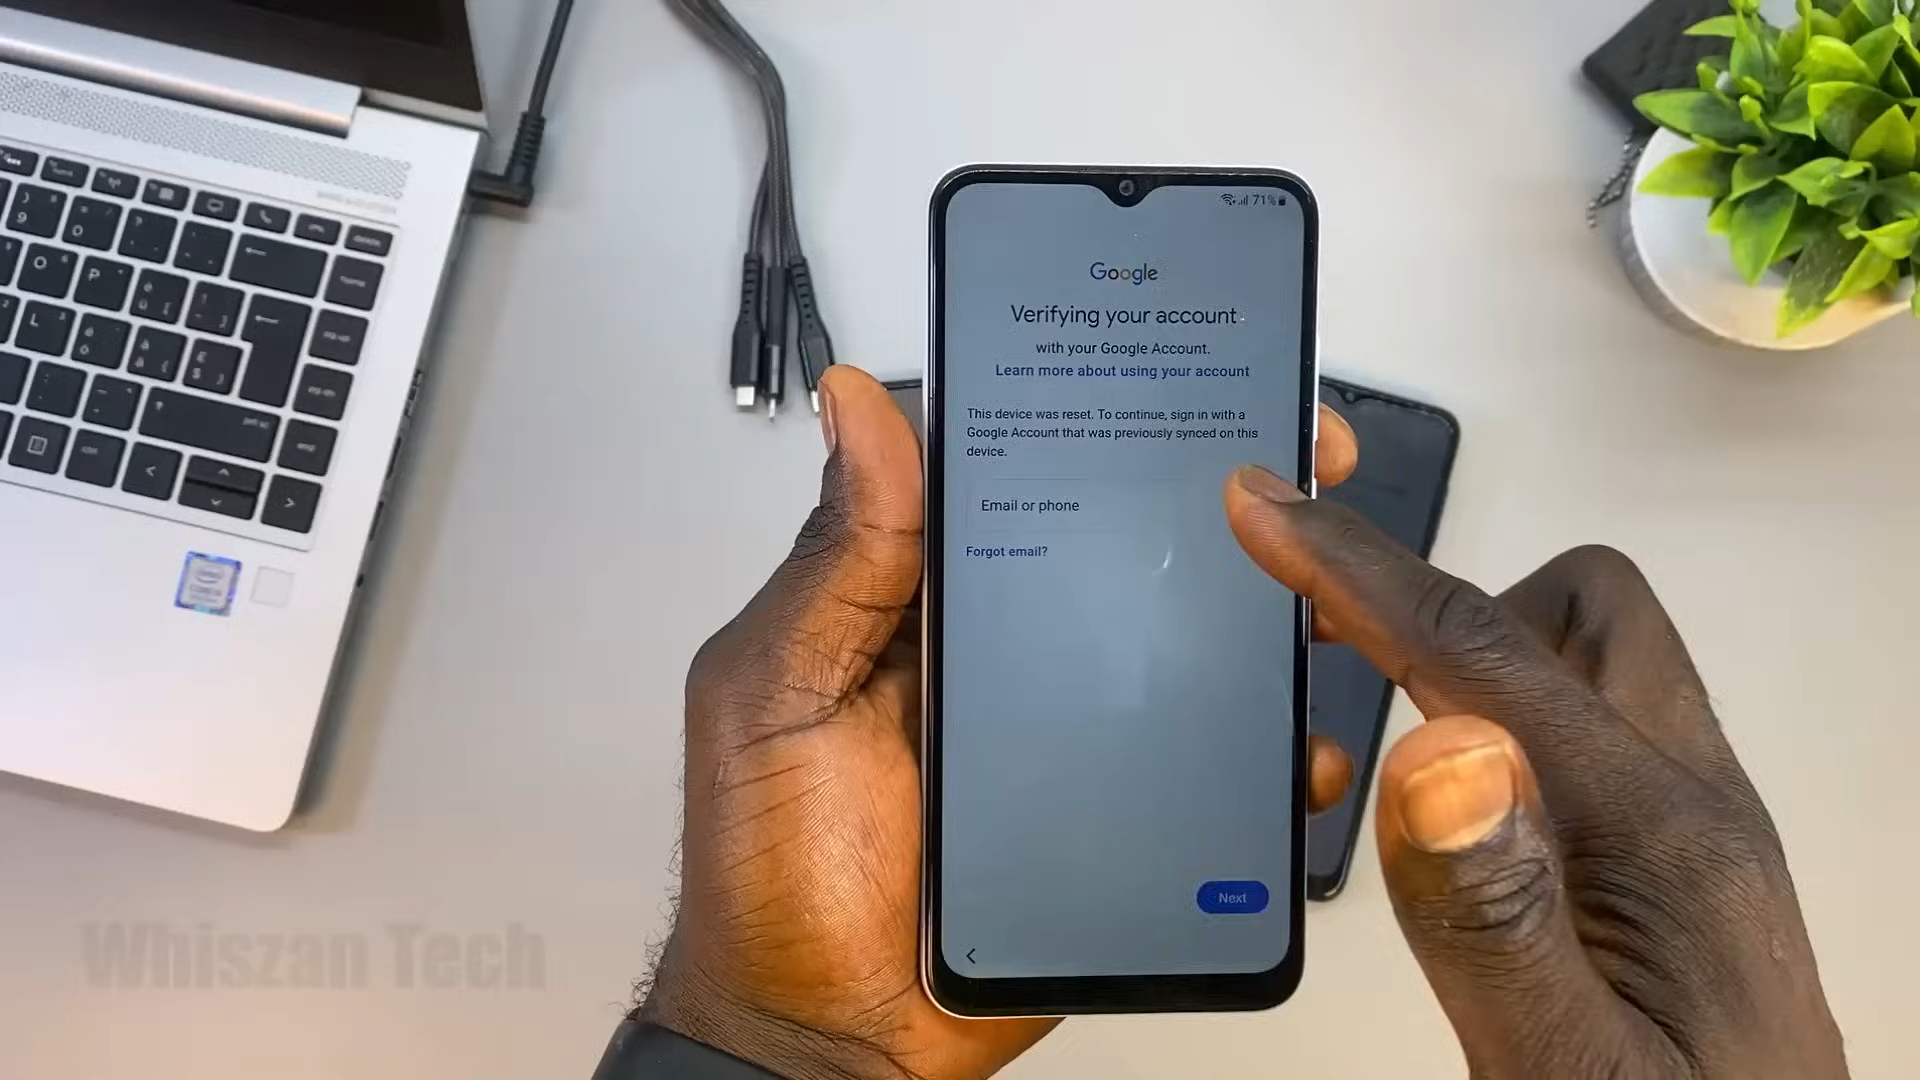 71%
Google
Verifying your account
with your Google Account.
Learn more about using your account
This device was reset. To continue, sign in with a
Google Account that was previously synced on this
device.
Email or phone
Forgot email?
Next
Whiszan Tech